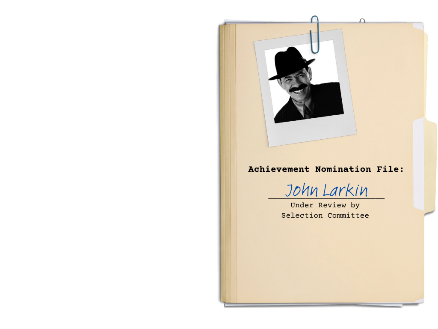 Achievement Nomination File:
John Larkin
Under Review by
Selection Committee